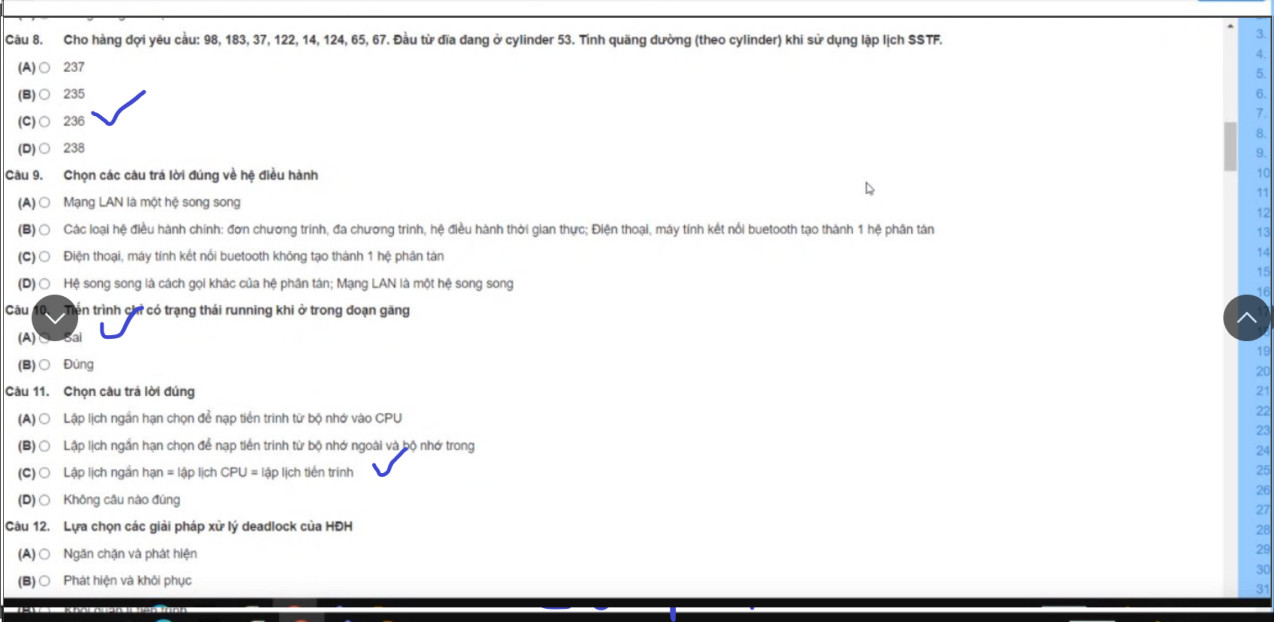 Câu 8. Cho hàng đợi yêu cầu: 98, 183, 37, 122, 14, 124, 65, 67. Đầu từ đĩa đang ở cylinder 53. Tính quãng đường (theo cylinder) khi sử dụng lập lịch SSTF.
(A) 237
(B) 235
(C) 236
(D) 238
Câu 9. Chọn các câu trả lời đúng về hệ điều hành
(A) Mạng LAN là một hệ song song
(B) Các loại hệ điều hành chính: đơn chương trình, đa chương trình, hệ điều hành thời gian thực; Điện thoại, máy tính kết nối buetooth tạo thành 1 hệ phân tán
(C) Điện thoại, máy tính kết nối buetooth không tạo thành 1 hệ phân tán
(D) Hệ song song là cách gọi khác của hệ phân tán; Mạng LAN là một hệ song song
Câu 10. Tiến trình chỉ có trạng thái running khi ở trong đoạn găng
(A) Sai
(B) Đúng
Câu 11. Chọn câu trả lời đúng
(A) Lập lịch ngắn hạn chọn để nạp tiến trình từ bộ nhớ vào CPU
(B) Lập lịch ngắn hạn chọn để nạp tiến trình từ bộ nhớ ngoài và bộ nhớ trong
(C) Lập lịch ngắn hạn = lập lịch CPU = lập lịch tiến trình
(D) Không câu nào đúng
Câu 12. Lựa chọn các giải pháp xử lý deadlock của HĐH
(A) Ngăn chặn và phát hiện
(B) Phát hiện và khôi phục
3.
4.
5.
6.
7.
8.
9.
10
11
12
13
14
15
16
19
20
21
22
23
24
25
26
27
28
29
30
31